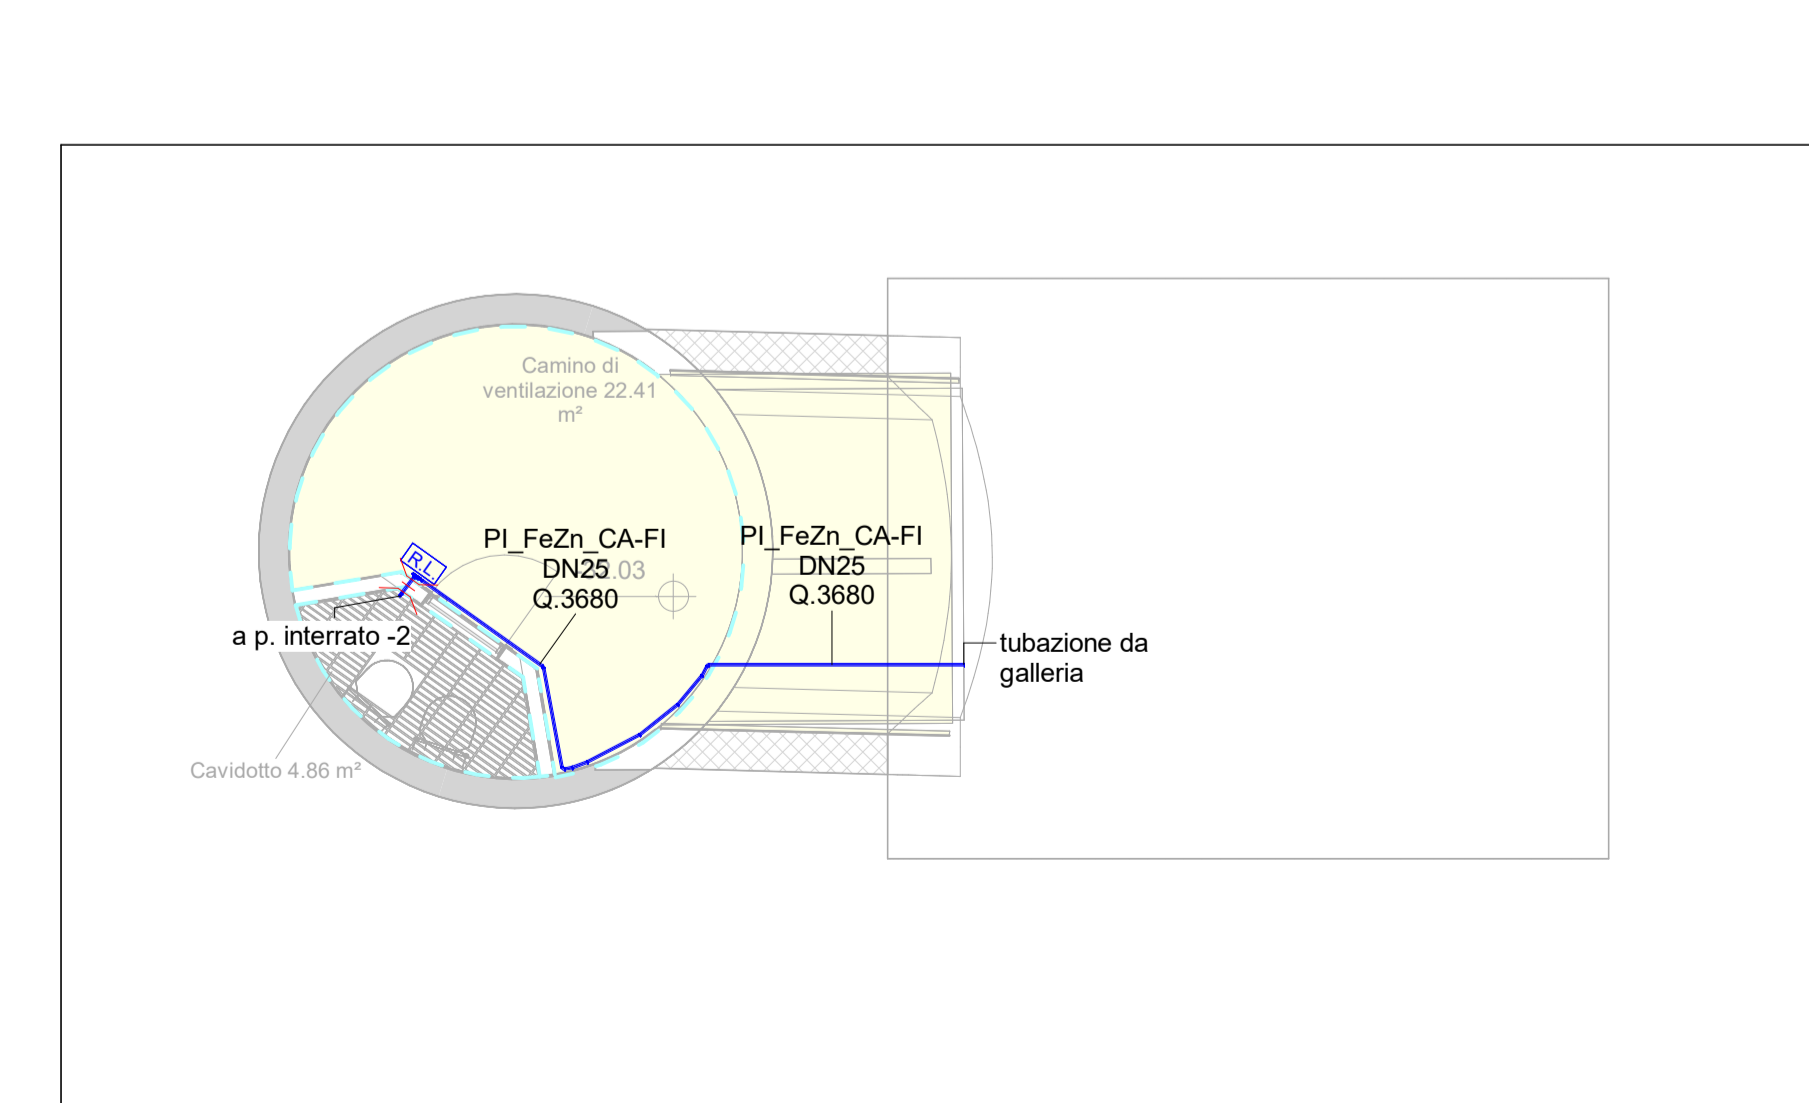 Camino di
ventilazione 22.41
m²
PI_FeZn_CA-FI
DN25
Q.3680
PI_FeZn_CA-FI
DN25
Q.3680
R.L.
a p. interrato -2
tubazione da
galleria
Cavidotto 4.86 m²